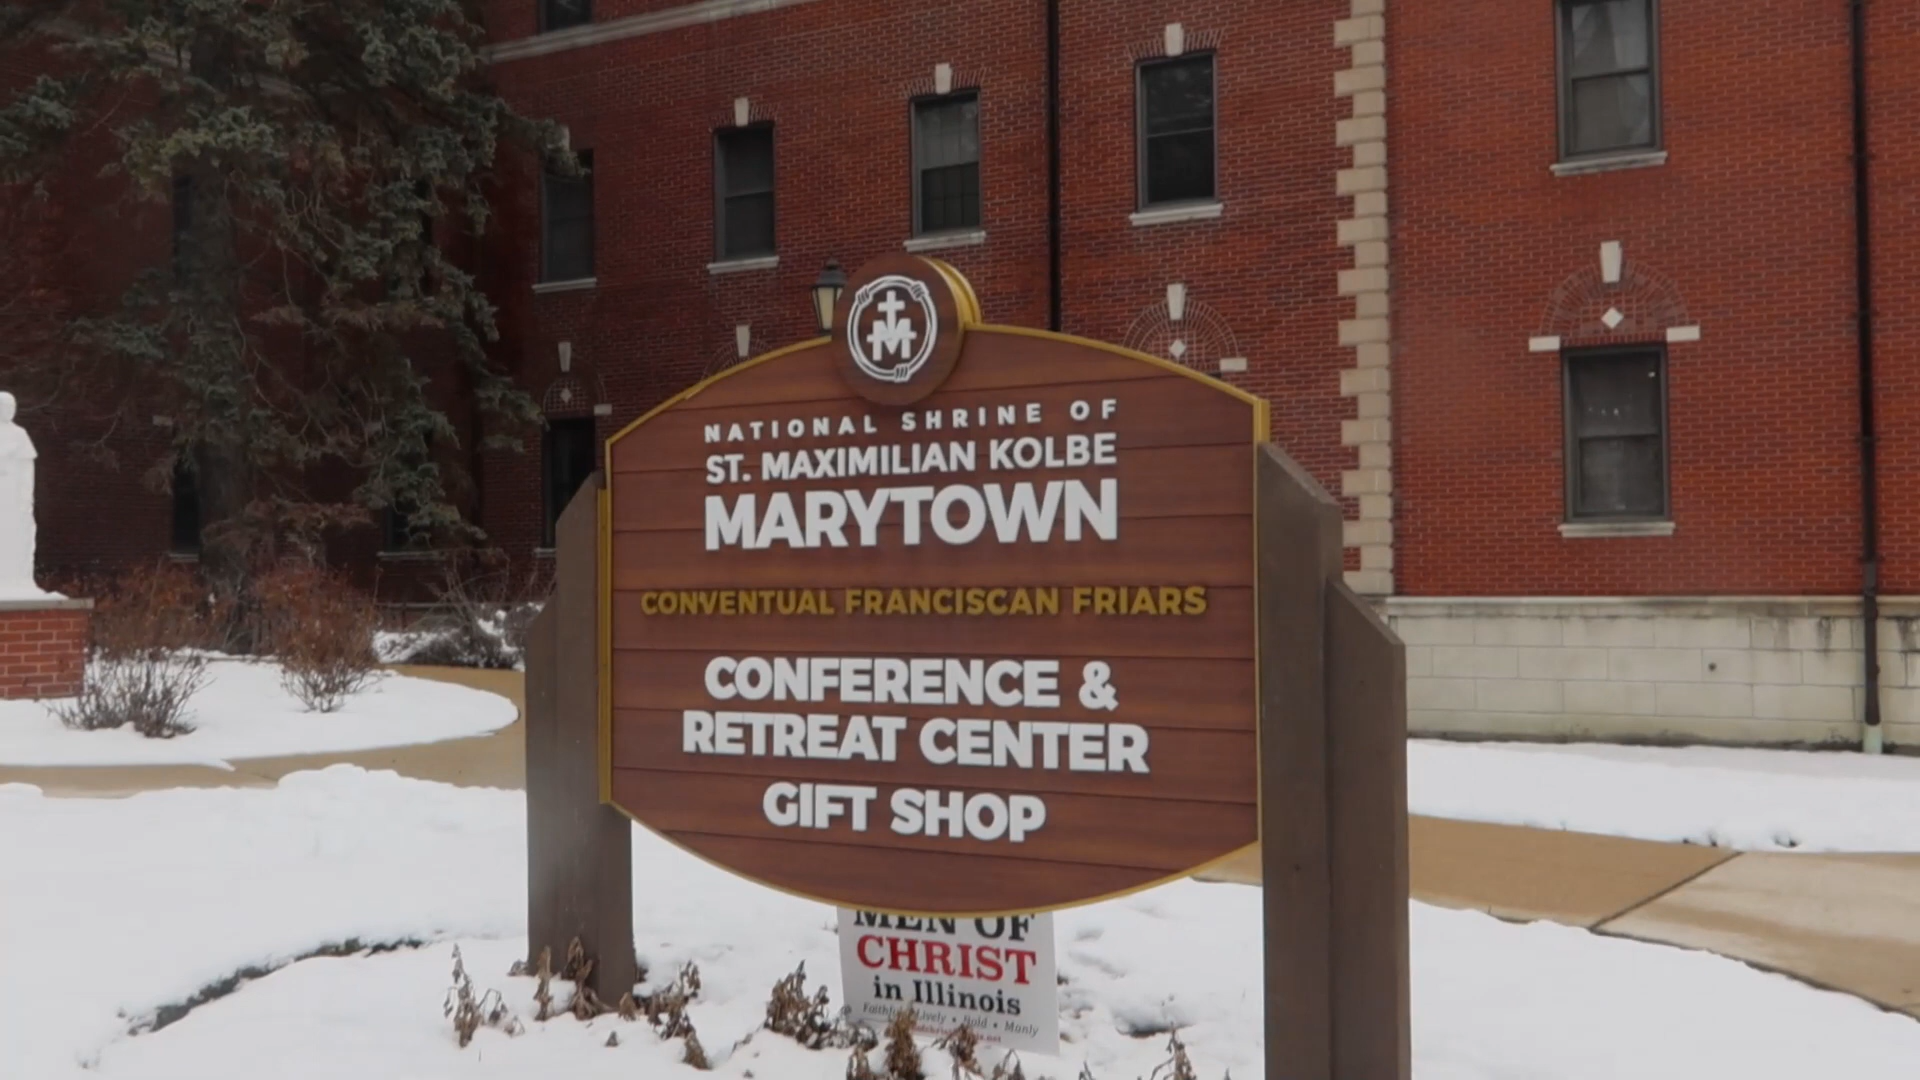 NATIONAL SHRINE OF
ST. MAXIMILIAN KOLBE
MARYTOWN
CONVENTUAL FRANCISCAN FRIARS
CONFERENCE &
RETREAT CENTER
GIFT SHOP
MEN OF
CHRIST
in Illinois
Lively • Bold • Manly